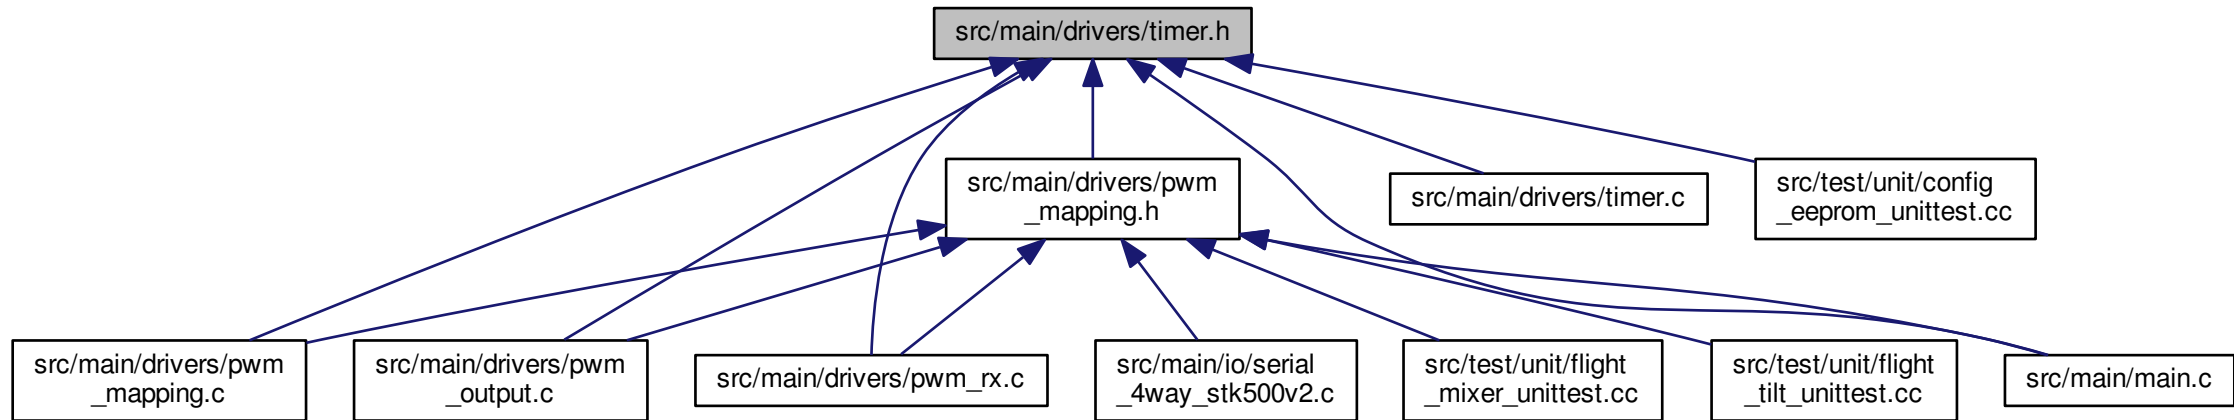 src/main/drivers/timer.h
src/main/drivers/pwm
_mapping.h
src/main/drivers/timer.c
src/test/unit/config
_eeprom_unittest.cc
src/main/drivers/pwm
_mapping.c
src/main/drivers/pwm
_output.c
src/main/drivers/pwm_rx.c
src/main/io/serial
_4way_stk500v2.c
src/test/unit/flight
_mixer_unittest.cc
src/test/unit/flight
_tilt_unittest.cc
src/main/main.c